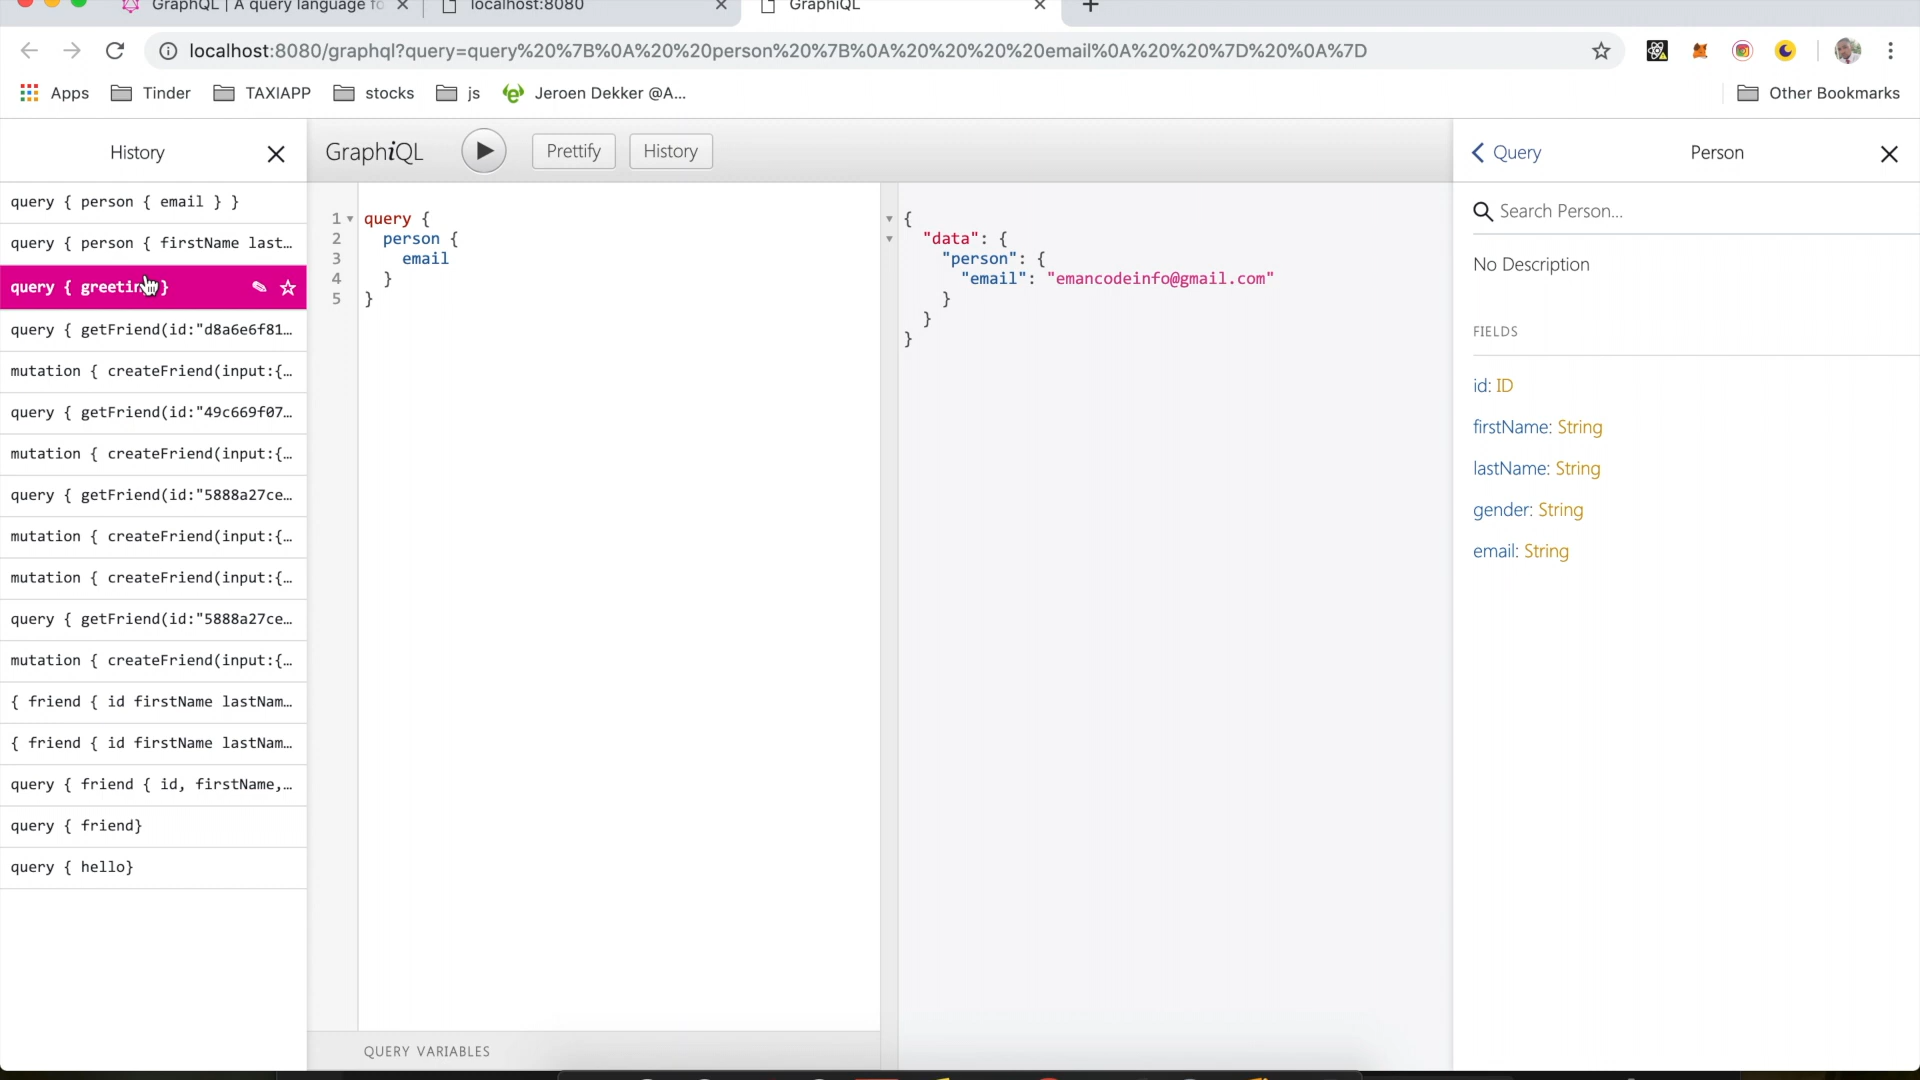 GraphQL | A query language fo
localhost:8080
GraphiQL
localhost:8080/graphql?query=query%20%7B%0A%20%20person%20%7B%0A%20%20%20%20email%0A%20%20%7D%20%0A%7D
Apps
Tinder
TAXIAPP
stocks
js
Jeroen Dekker @A...
Other Bookmarks
History
query { person { email } }
query { person { firstName last...
query { greeting }
query { getFriend(id:"d8a6e6f81...
mutation { createFriend(input:{...
query { getFriend(id:"49c669f07...
mutation { createFriend(input:{...
query { getFriend(id:"5888a27ce...
mutation { createFriend(input:{...
mutation { createFriend(input:{...
query { getFriend(id:"5888a27ce...
mutation { createFriend(input:{...
{ friend { id firstName lastNam...
{ friend { id firstName lastNam...
query { friend { id, firstName,...
query { friend}
query { hello}
GraphiQL
Prettify
History
1 query {
2 person {
3 email
4 }
5 }
QUERY VARIABLES
{
"data": {
"person": {
"email": "emancodeinfo@gmail.com"
}
}
}
Query
Person
Search Person...
No Description
FIELDS
id: ID
firstName: String
lastName: String
gender: String
email: String